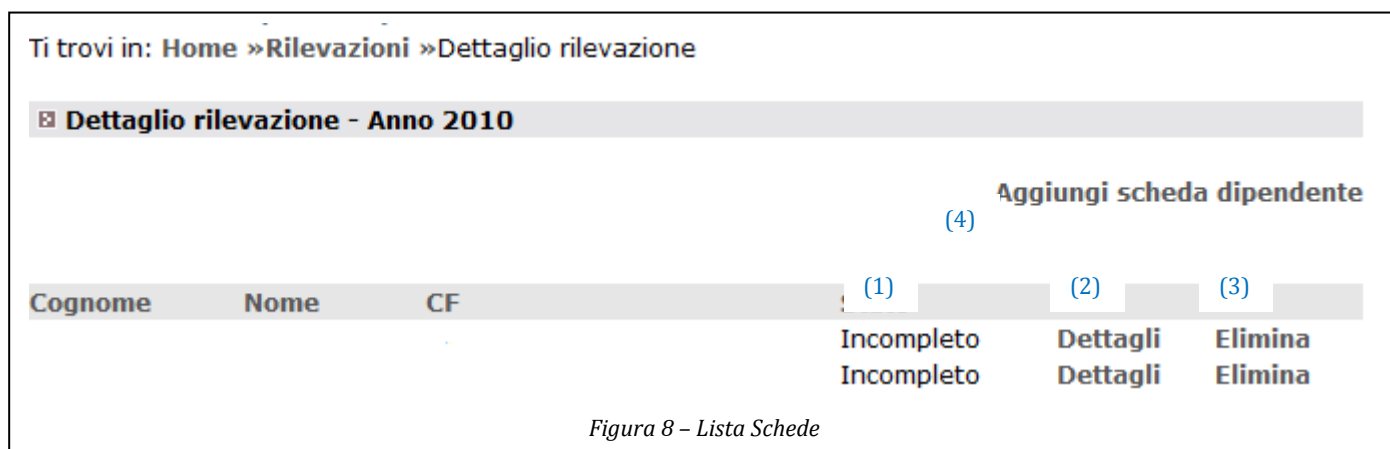 Ti trovi in: Home »Rilevazioni »Dettaglio rilevazione
Dettaglio rilevazione - Anno 2010
Aggiungi scheda dipendente
(4)
Cognome Nome CF (1) (2) (3)
Incompleto Dettagli Elimina
Incompleto Dettagli Elimina
Figura 8 – Lista Schede